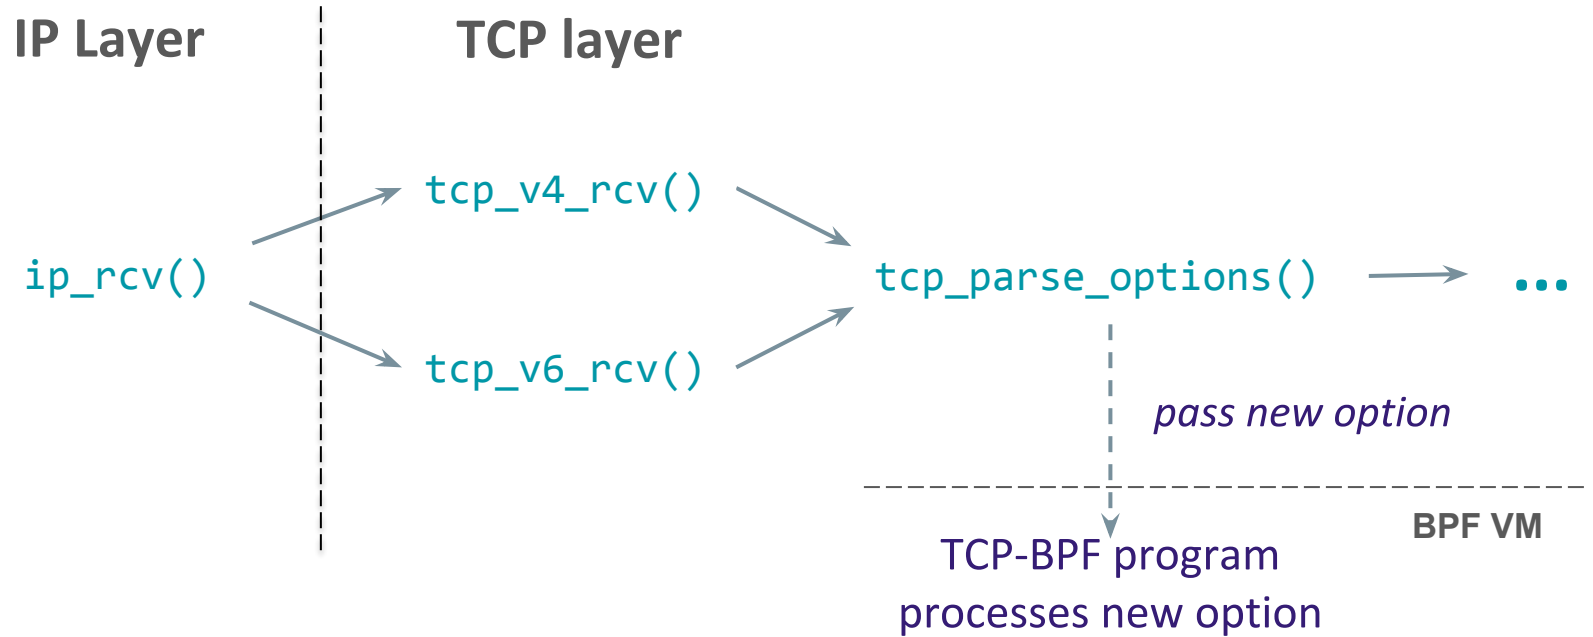 IP Layer
TCP layer
tcp_v4_rcv()
ip_rcv()
tcp_parse_options()
...
tcp_v6_rcv()
pass new option
BPF VM
TCP-BPF program
processes new option